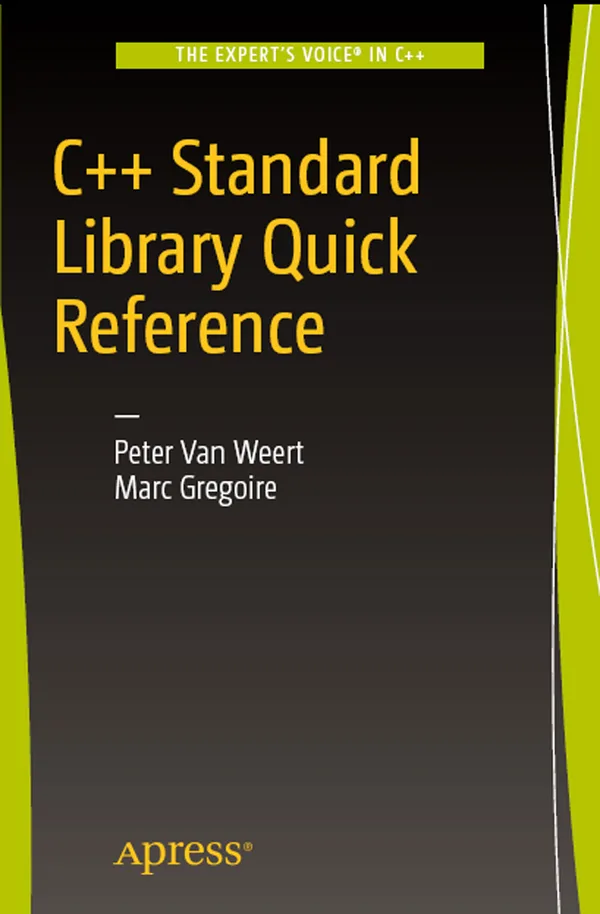 THE EXPERT'S VOICE® IN C++
C++ Standard
Library Quick
Reference
—
Peter Van Weert
Marc Gregoire
Apress®